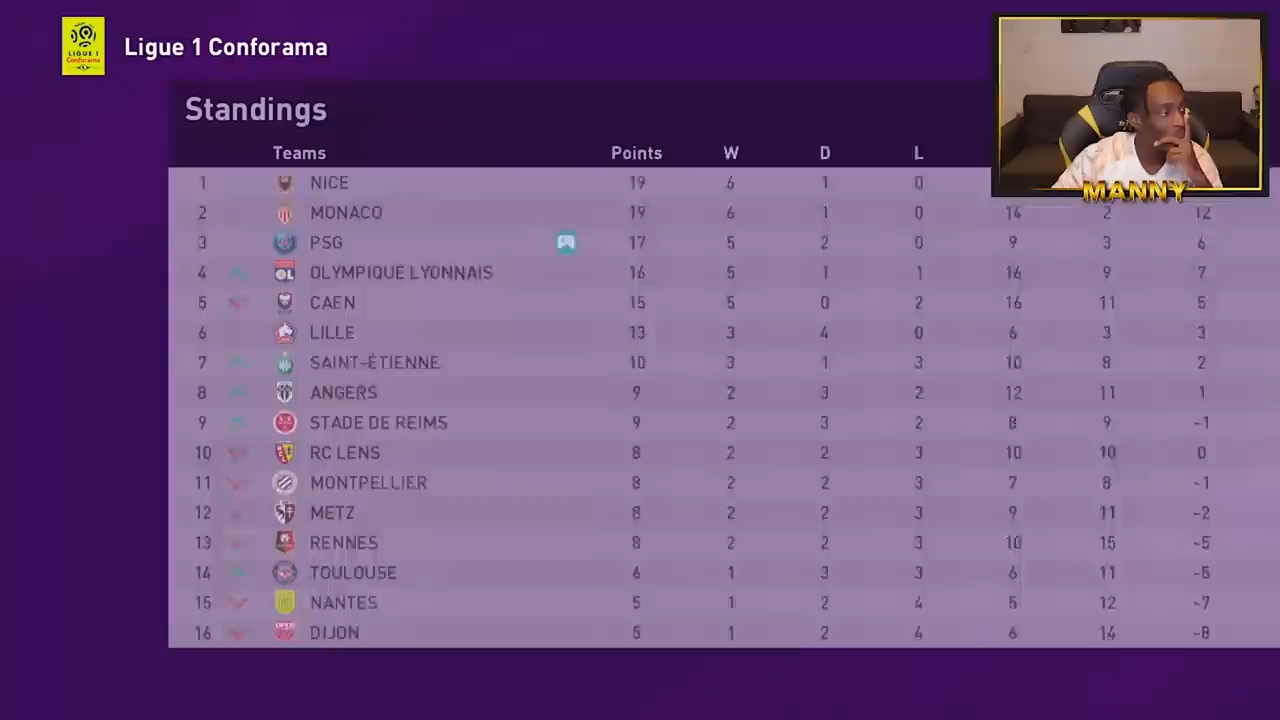 LIGUE 1
Conforama
Ligue 1 Conforama
Standings
Teams Points W D L
1 NICE 19 6 1 0
MANNY
2 MONACO 19 6 1 0 14 2 12
3 PSG 17 5 2 0 9 3 6
4 OL OLYMPIQUE LYONNAIS 16 5 1 1 16 9 7
5 CAEN 15 5 0 2 16 11 5
6 LILLE 13 3 4 0 6 3 3
7 SAINT-ÉTIENNE 10 3 1 3 10 8 2
8 ANGERS 9 2 3 2 12 11 1
9 STADE DE REIMS 9 2 3 2 8 9 -1
10 RC LENS 8 2 2 3 10 10 0
11 MONTPELLIER 8 2 2 3 7 8 -1
12 METZ 8 2 2 3 9 11 -2
13 RENNES 8 2 2 3 10 15 -5
14 TOULOUSE 6 1 3 3 6 11 -5
15 NANTES 5 1 2 4 5 12 -7
16 DIJON 5 1 2 4 6 14 -8